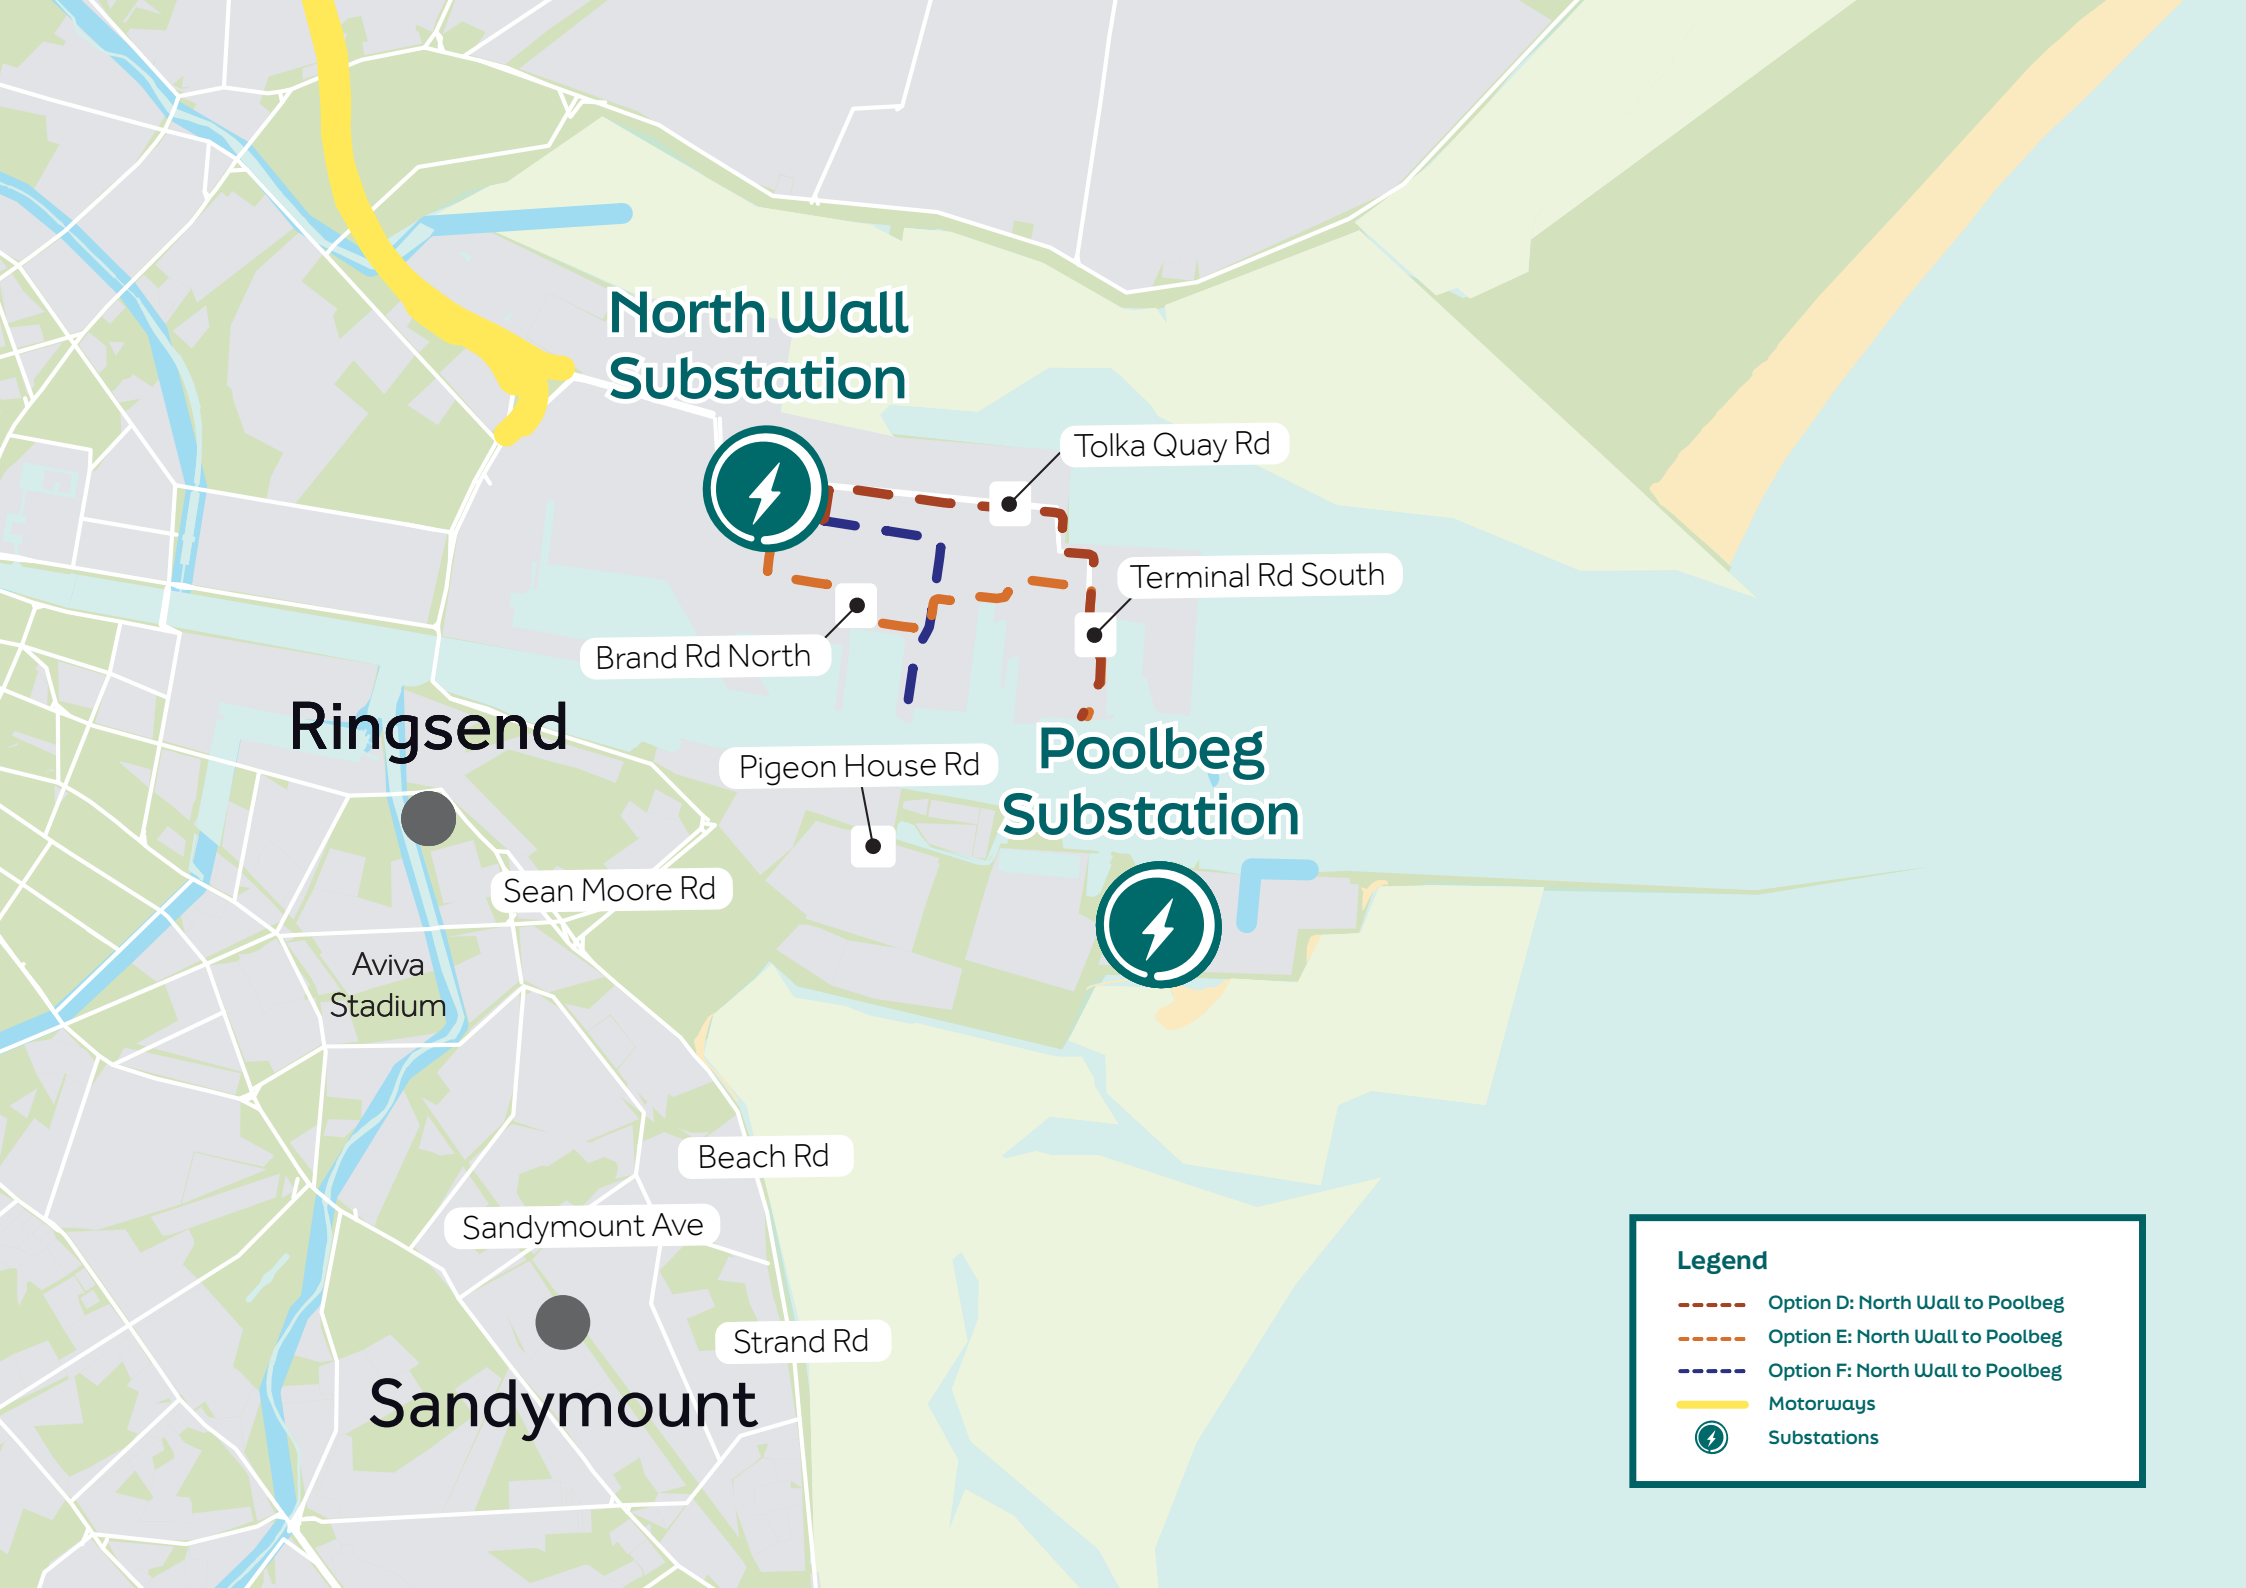 North Wall
Substation
Tolka Quay Rd
Terminal Rd South
Brand Rd North
Ringsend
Pigeon House Rd
Poolbeg
Substation
Sean Moore Rd
Aviva
Stadium
Beach Rd
Sandymount Ave
Strand Rd
Sandymount
Legend
Option D: North Wall to Poolbeg
Option E: North Wall to Poolbeg
Option F: North Wall to Poolbeg
Motorways
Substations